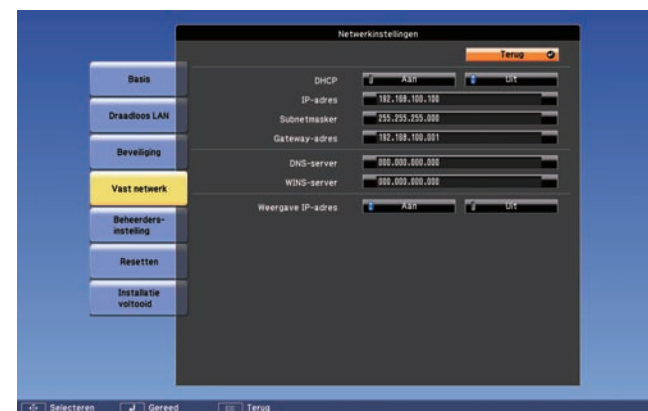 Netwerkinstellingen
Terug
Basis
Draadloos LAN
Beveiliging
Vast netwerk
Beheerders-
instelling
Resetten
Installatie
voltooid
DHCP Aan Uit
IP-adres 192.168.100.100
Subnetmasker 255.255.255.000
Gateway-adres 192.168.100.001
DNS-server 000.000.000.000
WINS-server 000.000.000.000
Weergave IP-adres Aan Uit
Selecteren Gereed Terug